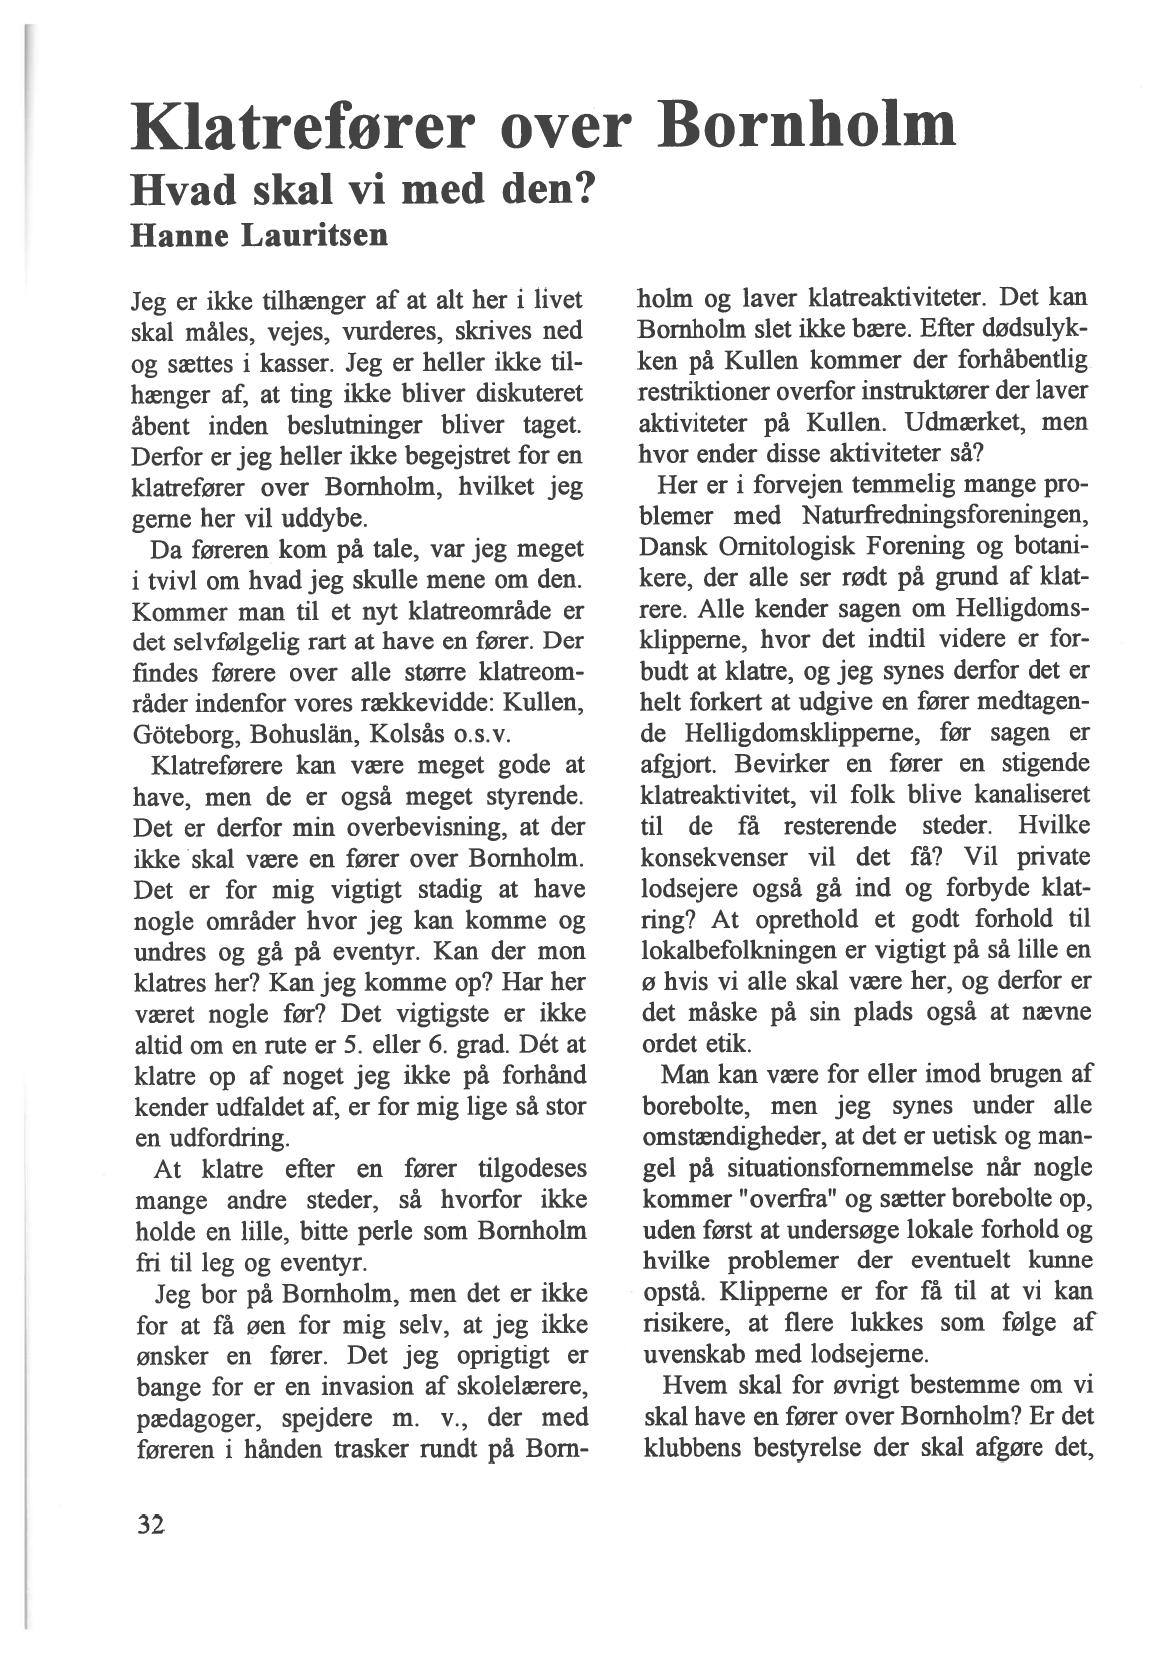 Klatrefører over Bornholm
Hvad skal vi med den?
Hanne Lauritsen
Jeg er ikke tilhænger af at alt her i livet
skal måles, vejes, vurderes, skrives ned
og sættes i kasser. Jeg er heller ikke til-
hænger af, at ting ikke bliver diskuteret
åbent inden beslutninger bliver taget.
Derfor er jeg heller ikke begejstret for en
klatrefører over Bornholm, hvilket jeg
gerne her vil uddybe.
Da føreren kom på tale, var jeg meget
i tvivl om hvad jeg skulle mene om den.
Kommer man til et nyt klatreområde er
det selvfølgelig rart at have en fører. Der
findes førere over alle større klatreom-
råder indenfor vores rækkevidde: Kullen,
Göteborg, Bohuslän, Kolsås o.s.v.
Klatreførere kan være meget gode at
have, men de er også meget styrende.
Det er derfor min overbevisning, at der
ikke skal være en fører over Bornholm.
Det er for mig vigtigt stadig at have
nogle områder hvor jeg kan komme og
undres og gå på eventyr. Kan der mon
klatres her? Kan jeg komme op? Har her
været nogle før? Det vigtigste er ikke
altid om en rute er 5. eller 6. grad. Dét at
klatre op af noget jeg ikke på forhånd
kender udfaldet af, er for mig lige så stor
en udfordring.
At klatre efter en fører tilgodeses
mange andre steder, så hvorfor ikke
holde en lille, bitte perle som Bornholm
fri til leg og eventyr.
Jeg bor på Bornholm, men det er ikke
for at få øen for mig selv, at jeg ikke
ønsker en fører. Det jeg oprigtigt er
bange for er en invasion af skolelærere,
pædagoger, spejdere m. v., der med
føreren i hånden trasker rundt på Born-
holm og laver klatreaktiviteter. Det kan
Bornholm slet ikke bære. Efter dødsulyk-
ken på Kullen kommer der forhåbentlig
restriktioner overfor instruktører der laver
aktiviteter på Kullen. Udmærket, men
hvor ender disse aktiviteter så?
Her er i forvejen temmelig mange pro-
blemer med Naturfredningsforeningen,
Dansk Ornitologisk Forening og botani-
kere, der alle ser rødt på grund af klat-
rere. Alle kender sagen om Helligdoms-
klipperne, hvor det indtil videre er for-
budt at klatre, og jeg synes derfor det er
helt forkert at udgive en fører medtagen-
de Helligdomsklipperne, før sagen er
afgjort. Bevirker en fører en stigende
klatreaktivitet, vil folk blive kanaliseret
til de få resterende steder. Hvilke
konsekvenser vil det få? Vil private
lodsejere også gå ind og forbyde klat-
ring? At oprethold et godt forhold til
lokalbefolkningen er vigtigt på så lille en
ø hvis vi alle skal være her, og derfor er
det måske på sin plads også at nævne
ordet etik.
Man kan være for eller imod brugen af
borebolte, men jeg synes under alle
omstændigheder, at det er uetisk og man-
gel på situationsfornemmelse når nogle
kommer "overfra" og sætter borebolte op,
uden først at undersøge lokale forhold og
hvilke problemer der eventuelt kunne
opstå. Klipperne er for få til at vi kan
risikere, at flere lukkes som følge af
uvenskab med lodsejerne.
Hvem skal for øvrigt bestemme om vi
skal have en fører over Bornholm? Er det
klubbens bestyrelse der skal afgøre det,
32